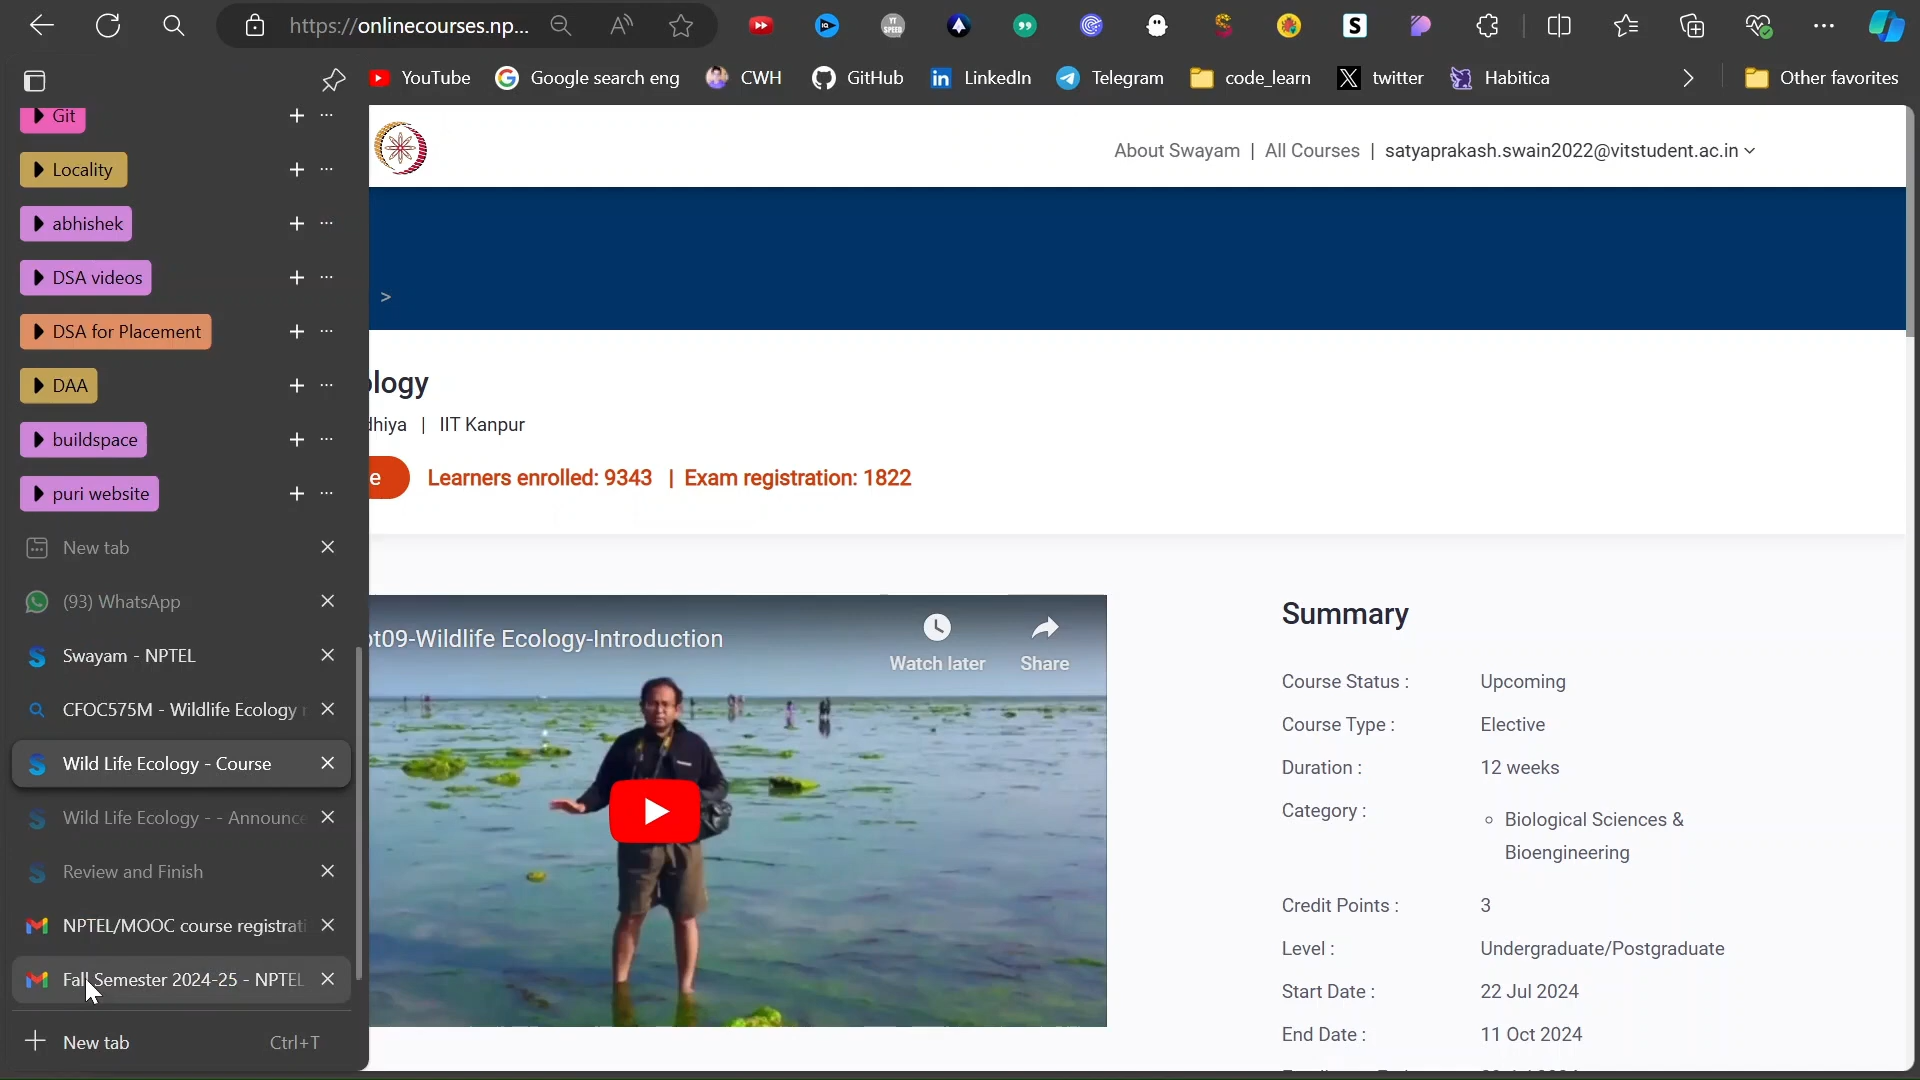 https://onlinecourses.np...
YouTube
Google search eng
CWH
GitHub
LinkedIn
Telegram
code_learn
twitter
Habitica
Other favorites
Git
Locality
abhishek
DSA videos
DSA for Placement
DAA
buildspace
puri website
New tab
(93) WhatsApp
Swayam - NPTEL
CFOC575M - Wildlife Ecology
Wild Life Ecology - Course
Wild Life Ecology - - Announce
Review and Finish
NPTEL/MOOC course registrati
Fall Semester 2024-25 - NPTEL
New tab Ctrl+T
About Swayam | All Courses | satyaprakash.swain2022@vitstudent.ac.in
>
ology
dhiya | IIT Kanpur
e Learners enrolled: 9343 | Exam registration: 1822
pt09-Wildlife Ecology-Introduction
Watch later
Share
Summary
Course Status : Upcoming
Course Type : Elective
Duration : 12 weeks
Category : Biological Sciences &
Bioengineering
Credit Points : 3
Level : Undergraduate/Postgraduate
Start Date : 22 Jul 2024
End Date : 11 Oct 2024